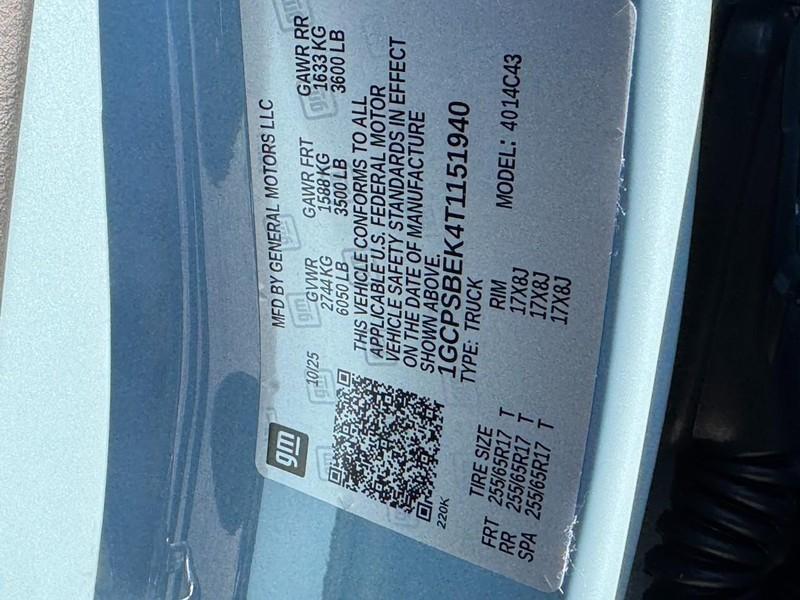 gm
MFD BY GENERAL MOTORS LLC
10/25
GVWR GAWR FRT GAWR RR
2744 KG 1588 KG 1633 KG
6050 LB 3500 LB 3600 LB
THIS VEHICLE CONFORMS TO ALL
APPLICABLE U.S. FEDERAL MOTOR
VEHICLE SAFETY STANDARDS IN EFFECT
ON THE DATE OF MANUFACTURE
SHOWN ABOVE.
1GCPSBEK4T1151940
TYPE: TRUCK MODEL: 4014C43
220K
TIRE SIZE RIM
FRT 255/65R17 T 17X8J
RR 255/65R17 T 17X8J
SPA 255/65R17 T 17X8J